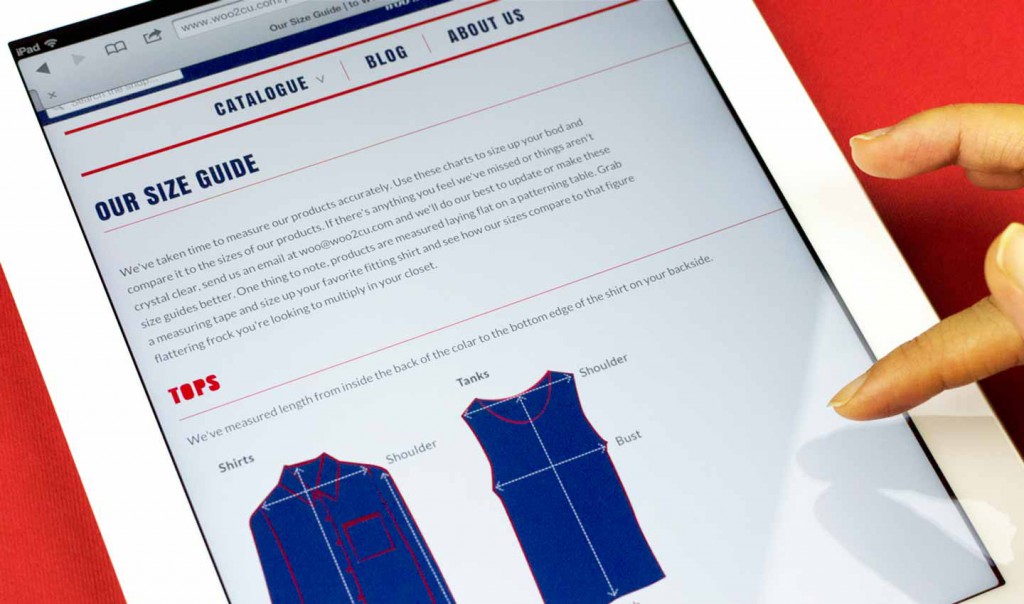 iPad
www.woo2cu.com/p
Our Size Guide | to W
Search the shop...
CATALOGUE
BLOG
ABOUT US
OUR SIZE GUIDE
We've taken time to measure our products accurately. Use these charts to size up your bod and
compare it to the sizes of our products. If there's anything you feel we've missed or things aren't
crystal clear, send us an email at woo@woo2cu.com and we'll do our best to update or make these
size guides better. One thing to note, products are measured laying flat on a patterning table. Grab
a measuring tape and size up your favorite fitting shirt and see how our sizes compare to that figure
flattering frock you're looking to multiply in your closet.
TOPS
We've measured length from inside the back of the colar to the bottom edge of the shirt on your backside.
Shirts
Shoulder
Tanks
Shoulder
Bust